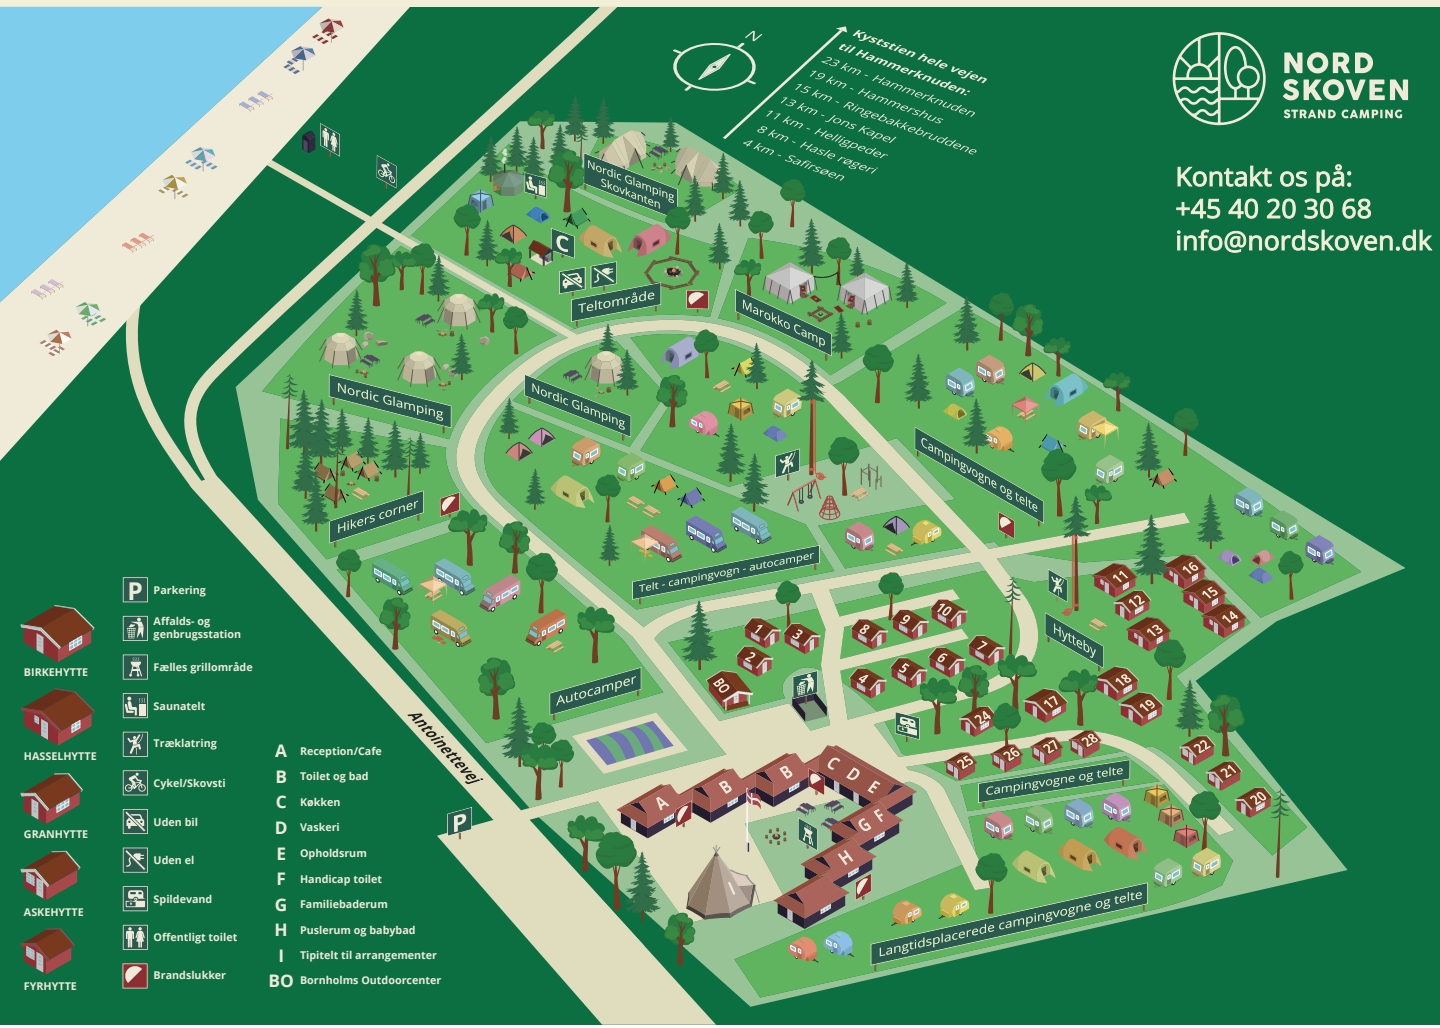 N
Kyststien hele vejen
til Hammerknuden:
23 km - Hammerknuden
19 km - Hammershus
15 km - Ringebakkebruddene
13 km - Jons Kapel
11 km - Helligpeder
8 km - Hasle røgeri
4 km - Safirsøen
NORD
SKOVEN
STRAND CAMPING
Kontakt os på:
+45 40 20 30 68
info@nordskoven.dk
Nordic Glamping
Skovkanten
C
Teltområde
Marokko Camp
Nordic Glamping
Nordic Glamping
Campingvogne og telte
Hikers corner
Telt - campingvogn - autocamper
Hytteby
Autocamper
Campingvogne og telte
Langtidsplacerede campingvogne og telte
Antoinettevej
P
1
2
3
BO
4
5
6
7
8
9
10
11
12
13
14
15
16
17
18
19
20
21
22
24
25
26
27
28
A
B
B
C
D
E
F
G
H
I
BIRKEHYTTE
HASSELHYTTE
GRANHYTTE
ASKEHYTTE
FYRHYTTE
P Parkering
Affalds- og
genbrugsstation
Fælles grillområde
Saunatelt
Træklatring
Cykel/Skovsti
Uden bil
Uden el
Spildevand
Offentligt toilet
Brandslukker
A Reception/Cafe
B Toilet og bad
C Køkken
D Vaskeri
E Opholdsrum
F Handicap toilet
G Familiebaderum
H Puslerum og babybad
I Tipitelt til arrangementer
BO Bornholms Outdoorcenter